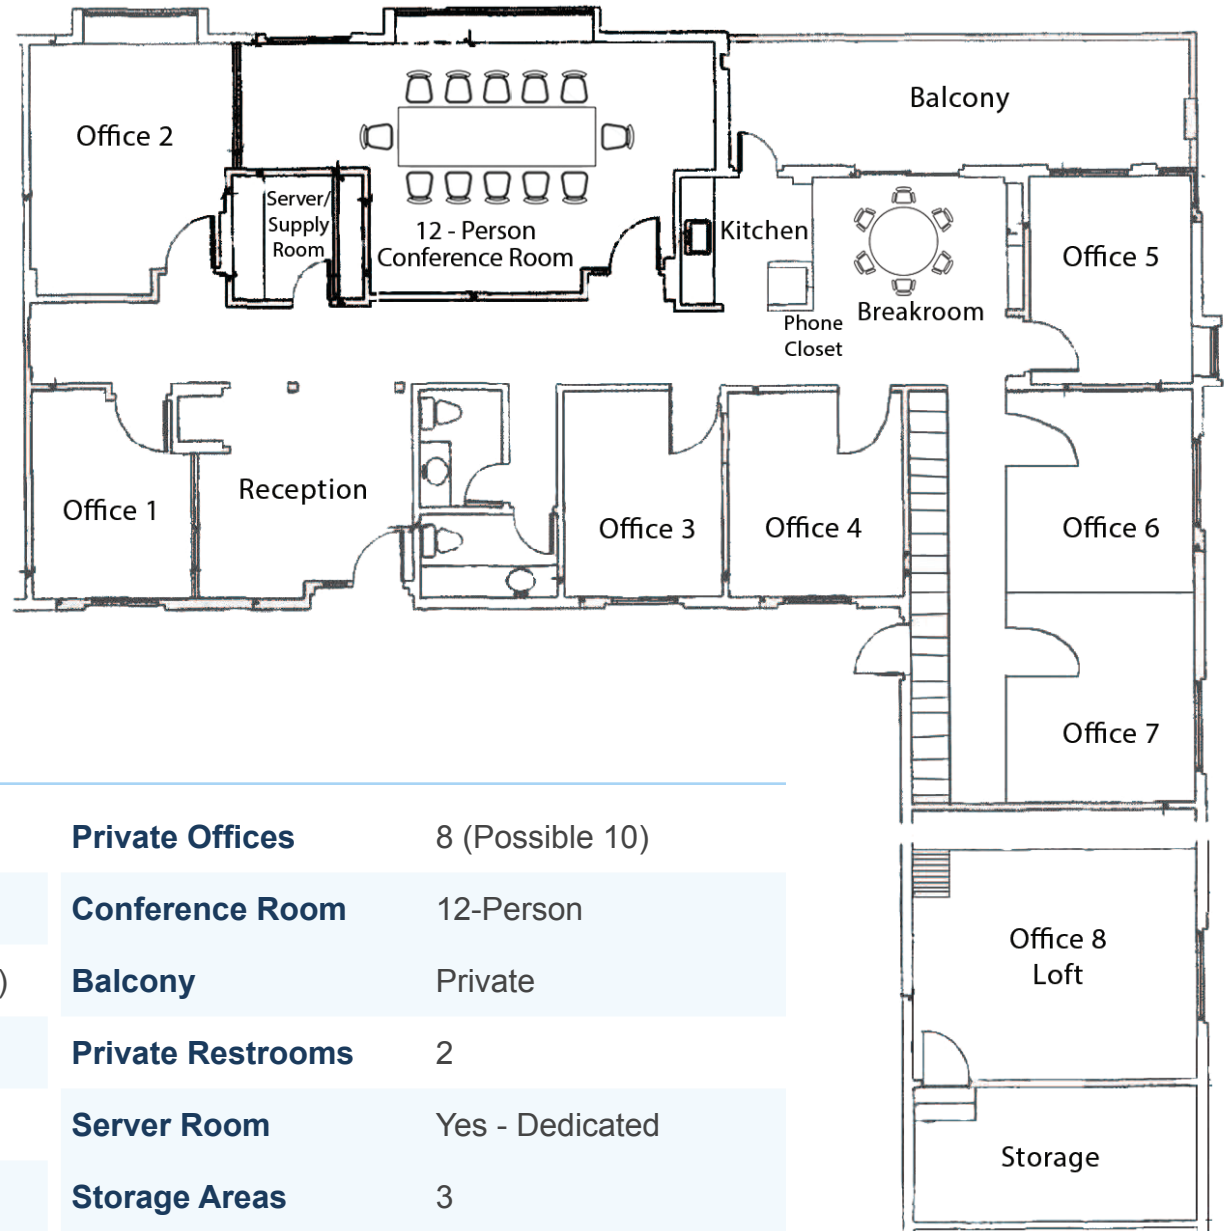 Balcony
Office 2
Server/
Supply
Room
12 - Person
Conference Room
Kitchen
Office 5
Phone
Closet
Breakroom
Office 1
Reception
Office 3
Office 4
Office 6
Office 7
Private Offices 8 (Possible 10)
Conference Room 12-Person
) Balcony Private
Private Restrooms 2
Server Room Yes - Dedicated
Storage Areas 3
Office 8
Loft
Storage